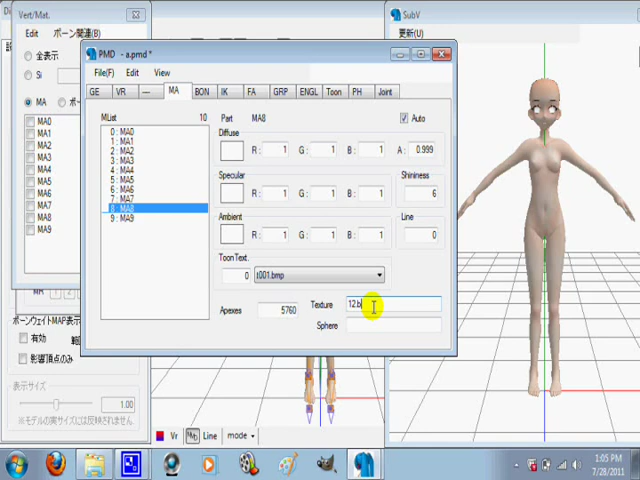 Vert/Mat.
Edit ボーン関連(B)
全表示
Si
MA
MA0
MA1
MA2
MA3
MA4
MA5
MA6
MA7
MA8
MA9
MR 1 2
ボーンウェイトMAP表示
有効
影響頂点のみ
表示サイズ
1.00
※モデルの実サイズには反映されません.
PMD - a.pmd *
File(F) Edit View
GE VR --- MA BON IK FA GRP ENGL Toon PH Joint
MList 10
0 : MA0
1 : MA1
2 : MA2
3 : MA3
4 : MA4
5 : MA5
6 : MA6
7 : MA7
8 : MA8
9 : MA9
Part MA8 Auto
Diffuse
R : 1 G : 1 B : 1 A : 0.999
Specular Shininess
R : 1 G : 1 B : 1 6
Ambient Line
R : 1 G : 1 B : 1 0
ToonText.
0 t001.bmp
Apexes 5760 Texture 12.b
Sphere
SubV
更新(U)
Vr Wb Line mode
1:05 PM
7/28/2011